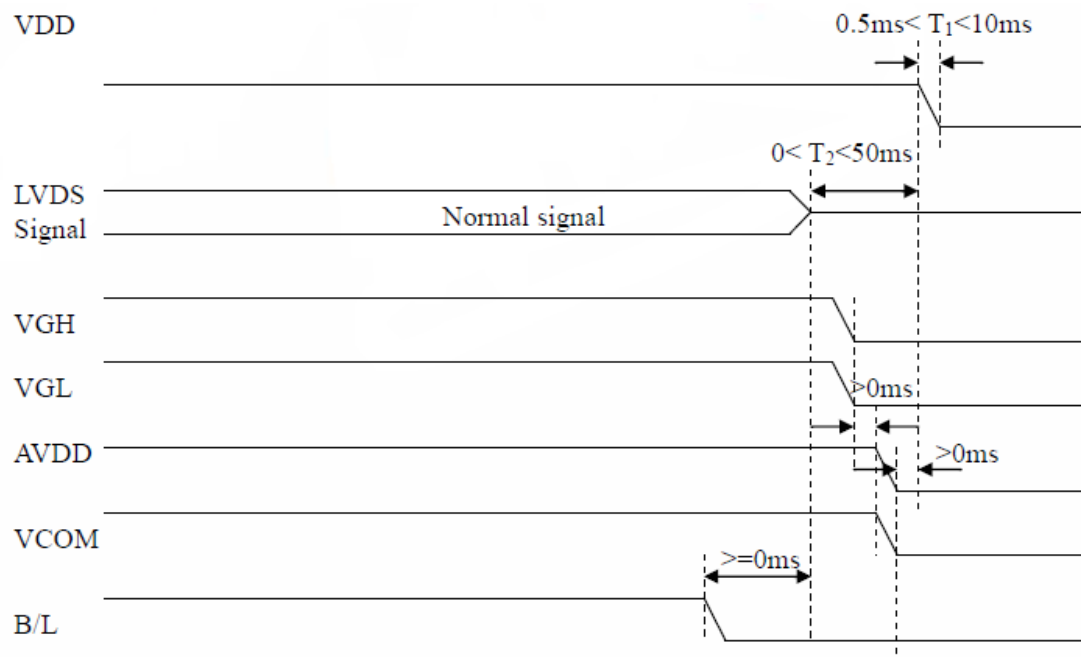 VDD
0.5ms< T₁<10ms
0< T₂<50ms
LVDS
Signal
Normal signal
VGH
VGL
>0ms
AVDD
>0ms
VCOM
>=0ms
B/L